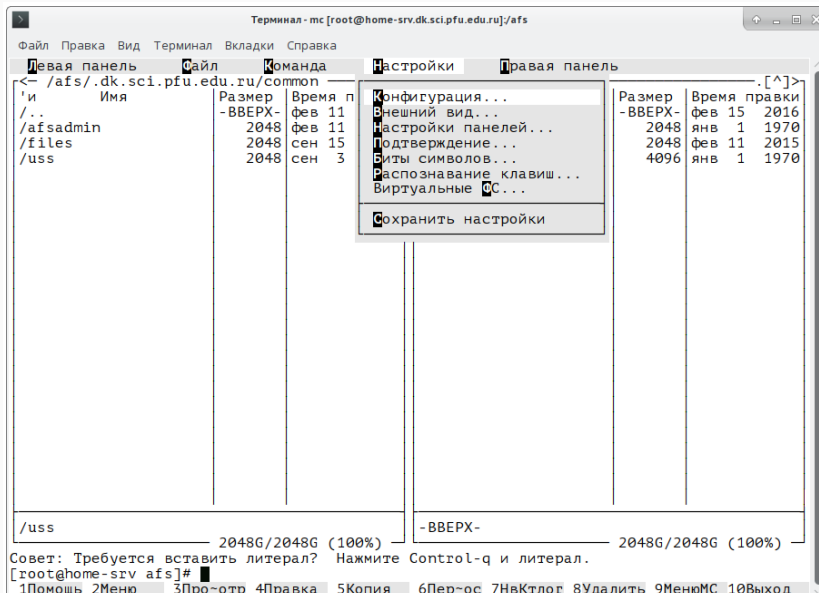 Терминал - mc [root@home-srv.dk.sci.pfu.edu.ru]:/afs
Файл Правка Вид Терминал Вкладки Справка
Левая панель Файл Команда Настройки Правая панель
<— /afs/.dk.sci.pfu.edu.ru/common .[^]>
'и Имя Размер Время п Размер Время правки
/.. -ВВЕРХ- фев 11 -ВВЕРХ- фев 15 2016
/afsadmin 2048 фев 11 2048 янв 1 1970
/files 2048 сен 15 2048 фев 11 2015
/uss 2048 сен 3 4096 янв 1 1970
Конфигурация...
Внешний вид...
Настройки панелей...
Подтверждение...
Биты символов...
Распознавание клавиш...
Виртуальные ФС...
Сохранить настройки
/uss -ВВЕРХ-
2048G/2048G (100%) 2048G/2048G (100%)
Совет: Требуется вставить литерал? Нажмите Control-q и литерал.
[root@home-srv afs]#
1Помощь 2Меню 3Про~отр 4Правка 5Копия 6Пер~ос 7НвКтлог 8Удалить 9МенюМС 10Выход